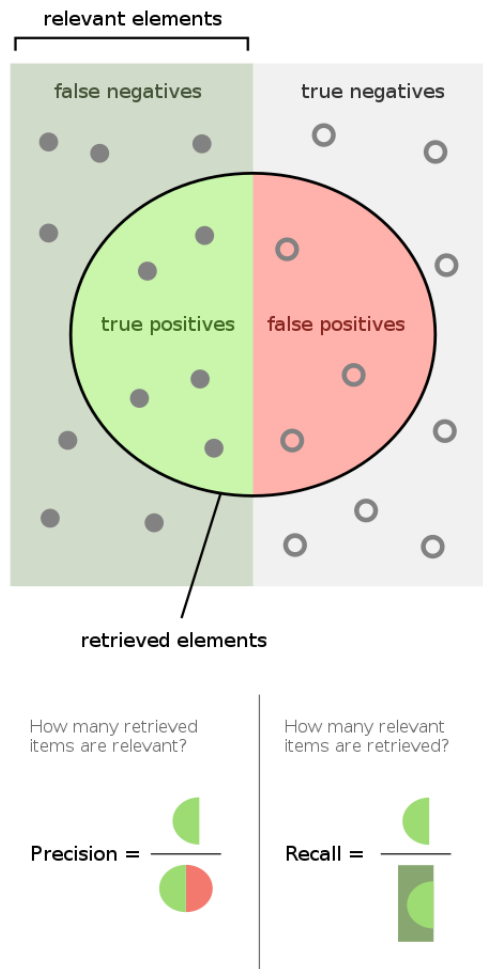 relevant elements
false negatives
true negatives
true positives
false positives
retrieved elements
How many retrieved
items are relevant?
Precision =
How many relevant
items are retrieved?
Recall =